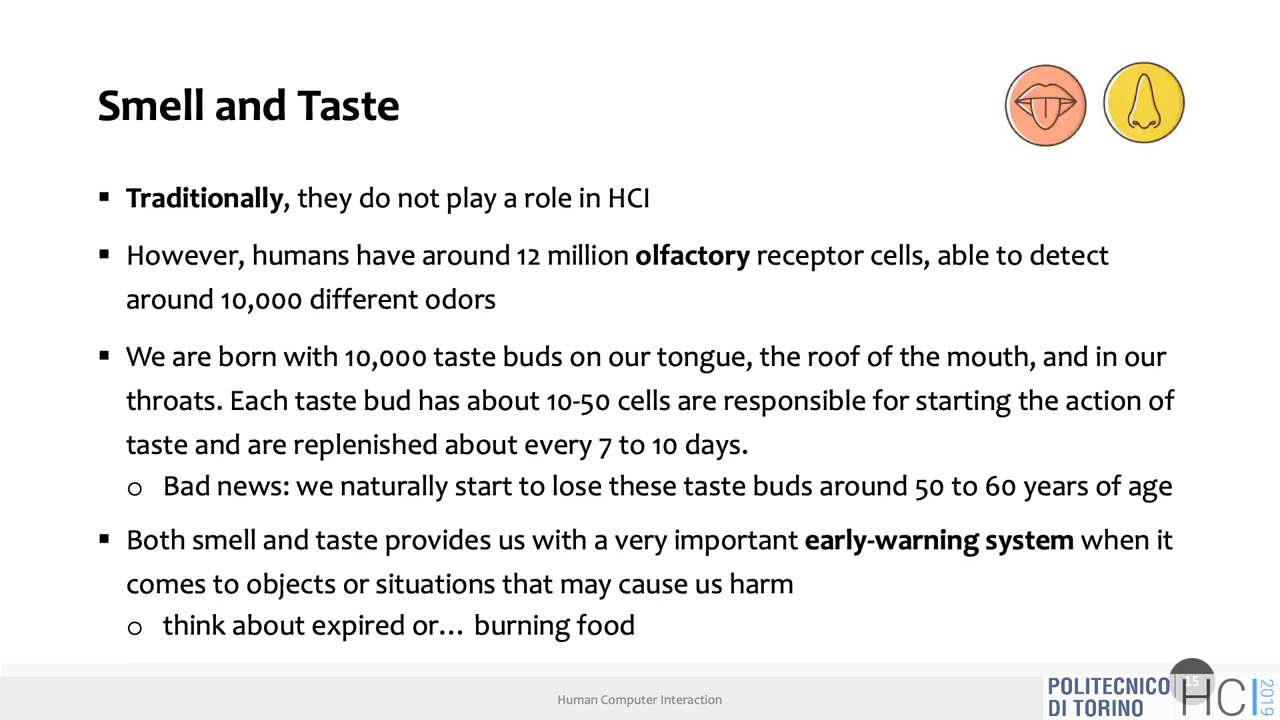 Smell and Taste
▪ Traditionally, they do not play a role in HCI
▪ However, humans have around 12 million olfactory receptor cells, able to detect
around 10,000 different odors
▪ We are born with 10,000 taste buds on our tongue, the roof of the mouth, and in our
throats. Each taste bud has about 10-50 cells are responsible for starting the action of
taste and are replenished about every 7 to 10 days.
o Bad news: we naturally start to lose these taste buds around 50 to 60 years of age
▪ Both smell and taste provides us with a very important early-warning system when it
comes to objects or situations that may cause us harm
o think about expired or… burning food
Human Computer Interaction
POLITECNICO
DI TORINO
15
HCI
2019